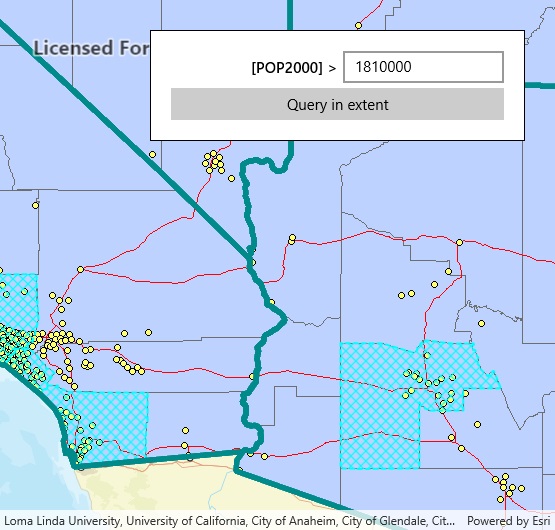 Licensed For
[POP2000] > 1810000
Query in extent
Loma Linda University, University of California, City of Anaheim, City of Glendale, Cit... Powered by Esri